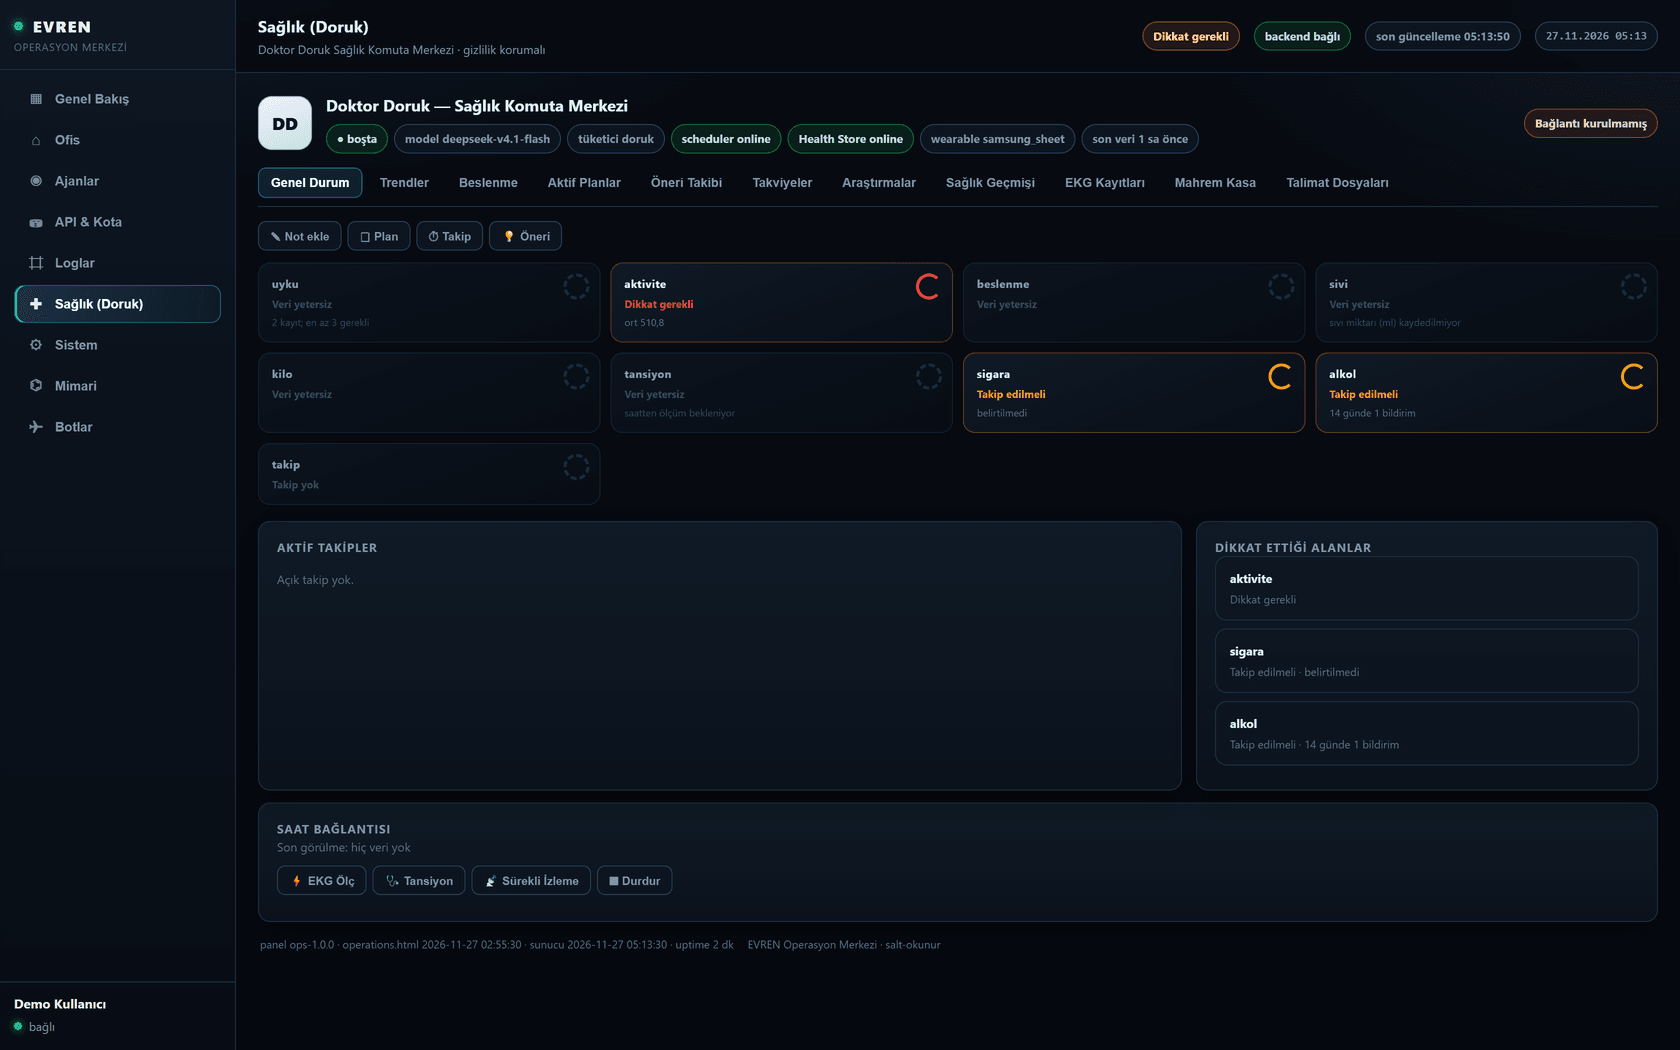 EVREN
OPERASYON MERKEZİ
Genel Bakış
Ofis
Ajanlar
API & Kota
Loglar
Sağlık (Doruk)
Sistem
Mimari
Botlar
Demo Kullanıcı
bağlı
Sağlık (Doruk)
Doktor Doruk Sağlık Komuta Merkezi · gizlilik korumalı
Dikkat gerekli
backend bağlı
son güncelleme 05:13:50
27.11.2026 05:13
DD
Doktor Doruk — Sağlık Komuta Merkezi
● boşta
model deepseek-v4.1-flash
tüketici doruk
scheduler online
Health Store online
wearable samsung_sheet
son veri 1 sa önce
Bağlantı kurulmamış
Genel Durum
Trendler
Beslenme
Aktif Planlar
Öneri Takibi
Takviyeler
Araştırmalar
Sağlık Geçmişi
EKG Kayıtları
Mahrem Kasa
Talimat Dosyaları
Not ekle
Plan
Takip
Öneri
uyku
Veri yetersiz
2 kayıt; en az 3 gerekli
aktivite
Dikkat gerekli
ort 510,8
beslenme
Veri yetersiz
sivi
Veri yetersiz
sıvı miktarı (ml) kaydedilmiyor
kilo
Veri yetersiz
tansiyon
Veri yetersiz
saatten ölçüm bekleniyor
sigara
Takip edilmeli
belirtilmedi
alkol
Takip edilmeli
14 günde 1 bildirim
takip
Takip yok
AKTİF TAKİPLER
Açık takip yok.
DİKKAT ETTİĞİ ALANLAR
aktivite
Dikkat gerekli
sigara
Takip edilmeli · belirtilmedi
alkol
Takip edilmeli · 14 günde 1 bildirim
SAAT BAĞLANTISI
Son görülme: hiç veri yok
EKG Ölç
Tansiyon
Sürekli İzleme
Durdur
panel ops-1.0.0 · operations.html 2026-11-27 02:55:30 · sunucu 2026-11-27 05:13:30 · uptime 2 dk EVREN Operasyon Merkezi · salt-okunur